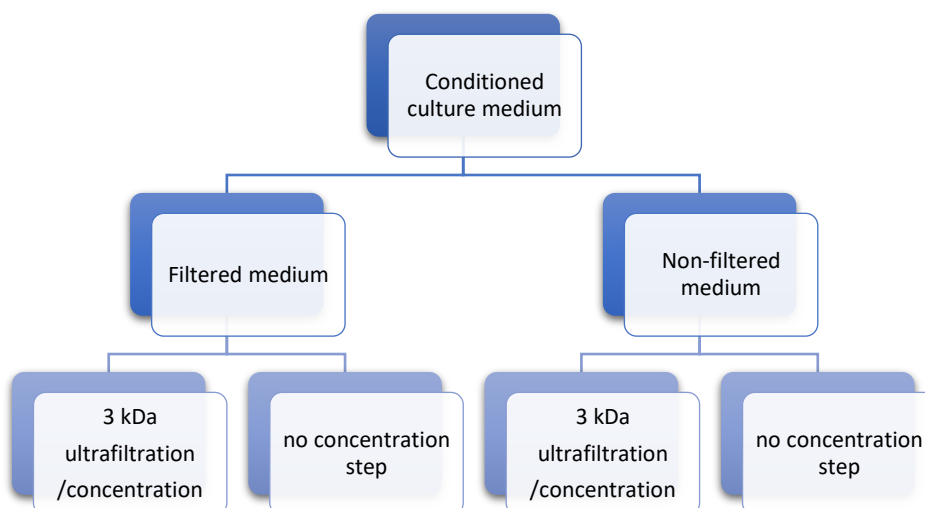 Conditioned
culture medium
Filtered medium
Non-filtered
medium
3 kDa
ultrafiltration
/concentration
no concentration
step
3 kDa
ultrafiltration
/concentration
no concentration
step